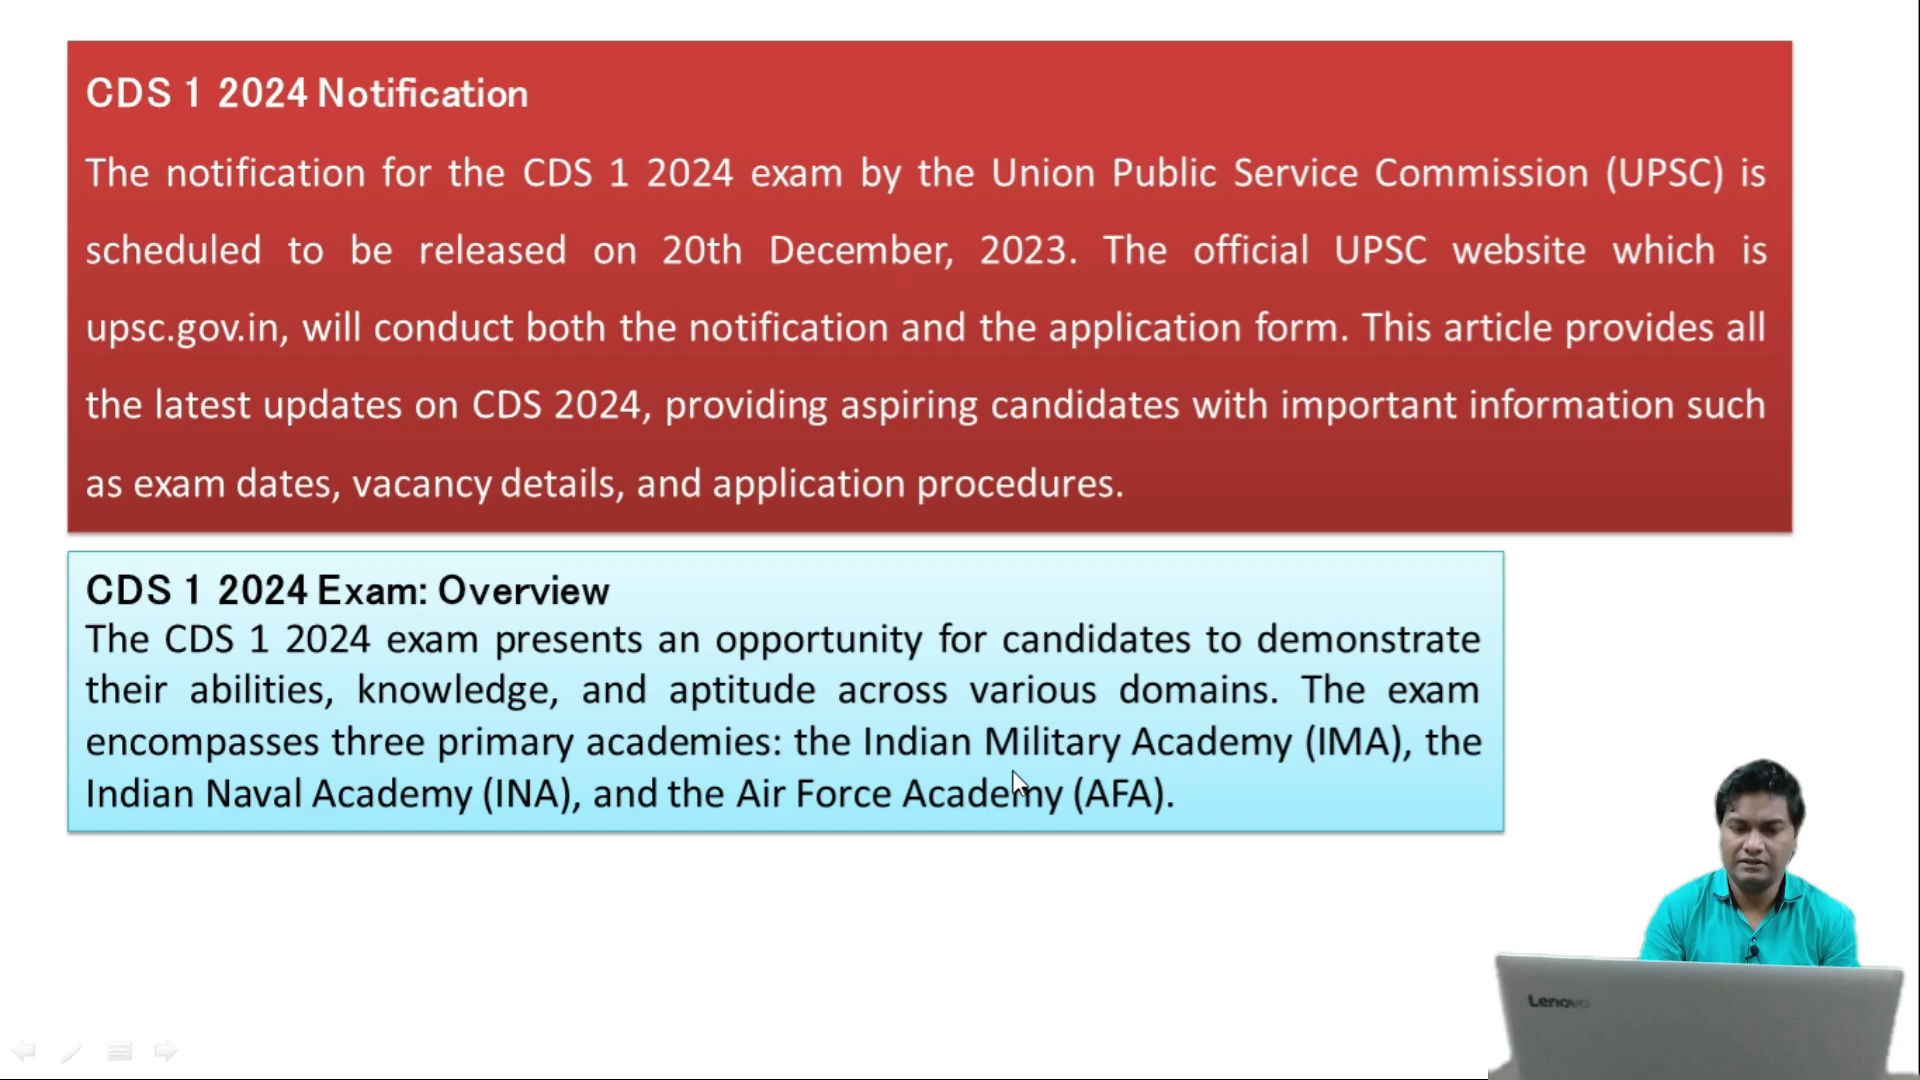 CDS 1 2024 Notification
The notification for the CDS 1 2024 exam by the Union Public Service Commission (UPSC) is
scheduled to be released on 20th December, 2023. The official UPSC website which is
upsc.gov.in, will conduct both the notification and the application form. This article provides all
the latest updates on CDS 2024, providing aspiring candidates with important information such
as exam dates, vacancy details, and application procedures.
CDS 1 2024 Exam: Overview
The CDS 1 2024 exam presents an opportunity for candidates to demonstrate
their abilities, knowledge, and aptitude across various domains. The exam
encompasses three primary academies: the Indian Military Academy (IMA), the
Indian Naval Academy (INA), and the Air Force Academy (AFA).
Lenovo